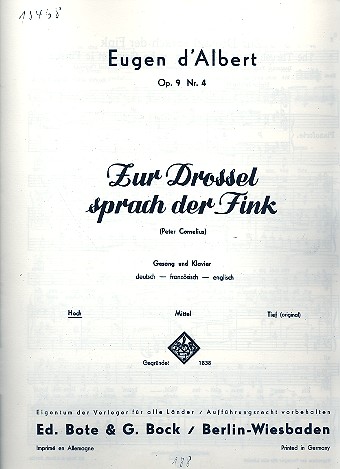 19458
Eugen d'Albert
Op. 9 Nr. 4
Zur Drossel
sprach der Fink
(Peter Cornelius)
Gesang und Klavier
deutsch — französisch — englisch
Hoch Mittel Tief (original)
Gegründet 1838
Eigentum der Verleger für alle Länder / Aufführungsrecht vorbehalten
Ed. Bote & G. Bock / Berlin-Wiesbaden
Imprimé en Allemagne Printed in Germany
188